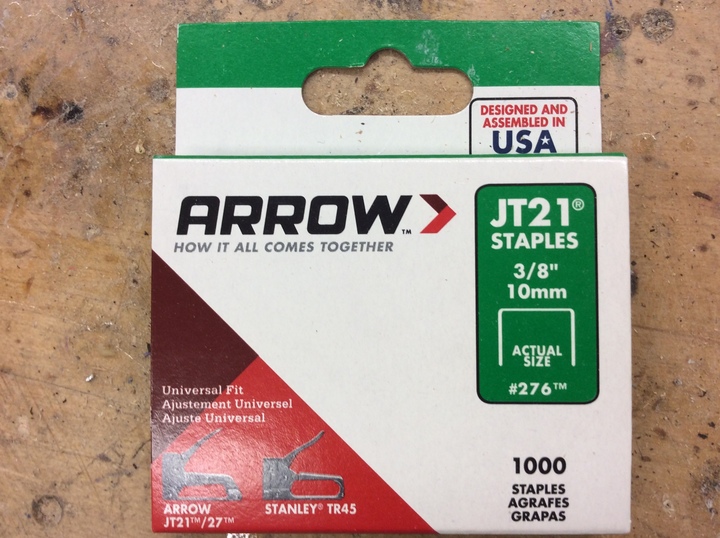 DESIGNED AND
ASSEMBLED IN
USA
ARROW™
HOW IT ALL COMES TOGETHER
JT21®
STAPLES
3/8"
10mm
ACTUAL
SIZE
#276™
Universal Fit
Ajustement Universel
Ajuste Universal
ARROW
JT21™/27™
STANLEY® TR45
1000
STAPLES
AGRAFES
GRAPAS